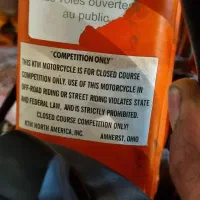 voies ouvertes
au public.
"COMPETITION ONLY"
THIS KTM MOTORCYCLE IS FOR CLOSED COURSE
COMPETITION ONLY. USE OF THIS MOTORCYCLE IN
OFF-ROAD RIDING OR STREET RIDING VIOLATES STATE
AND FEDERAL LAW, AND IS STRICTLY PROHIBITED.
CLOSED COURSE COMPETITION ONLY!
KTM NORTH AMERICA, INC. AMHERST, OHIO